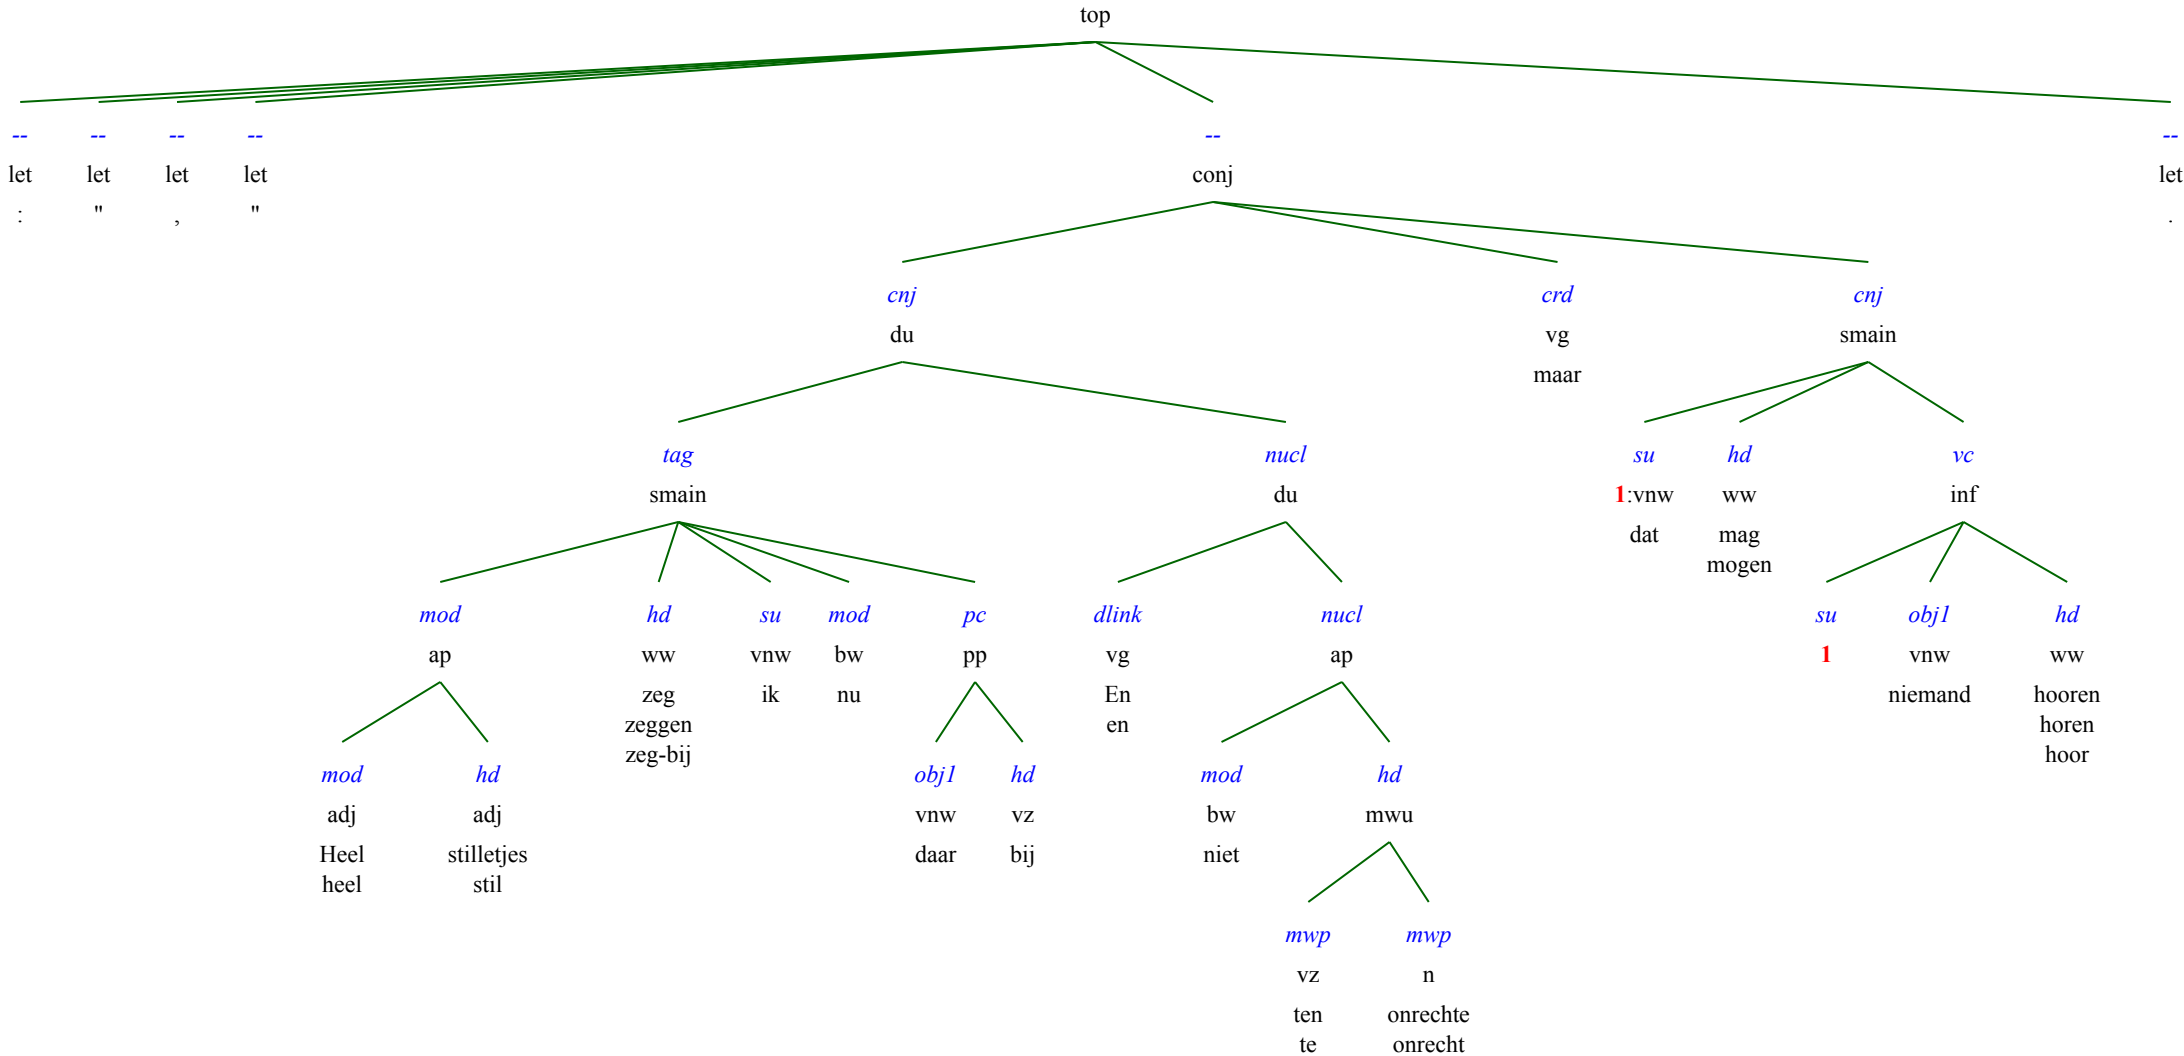 top
-- -- -- -- -- --
let let let let conj let
: " , " .
cnj crd cnj
du vg smain
maar
tag nucl su hd vc
smain du 1:vnw ww inf
dat mag
mogen
mod hd su mod pc dlink nucl su obj1 hd
ap ww vnw bw pp vg ap 1 vnw ww
zeg ik nu En niemand hooren
zeggen en horen
zeg-bij hoor
mod hd obj1 hd mod hd
adj adj vnw vz bw mwu
Heel stilletjes daar bij niet
heel stil
mwp mwp
vz n
ten onrechte
te onrecht